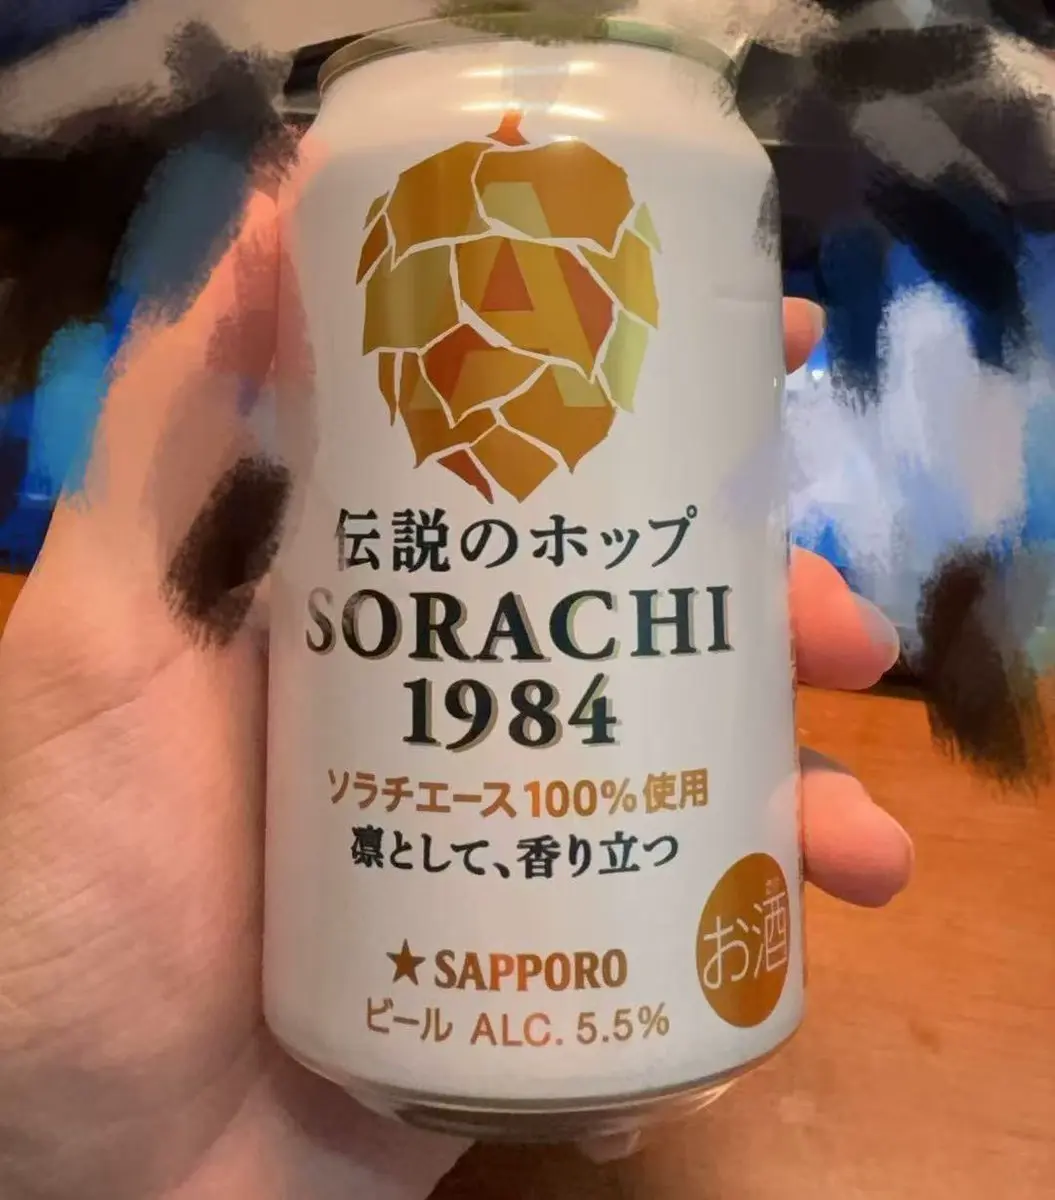 A
伝説のホップ
SORACHI
1984
ソラチエース100%使用
凛として、香り立つ
お酒
★SAPPORO
ビール ALC. 5.5%